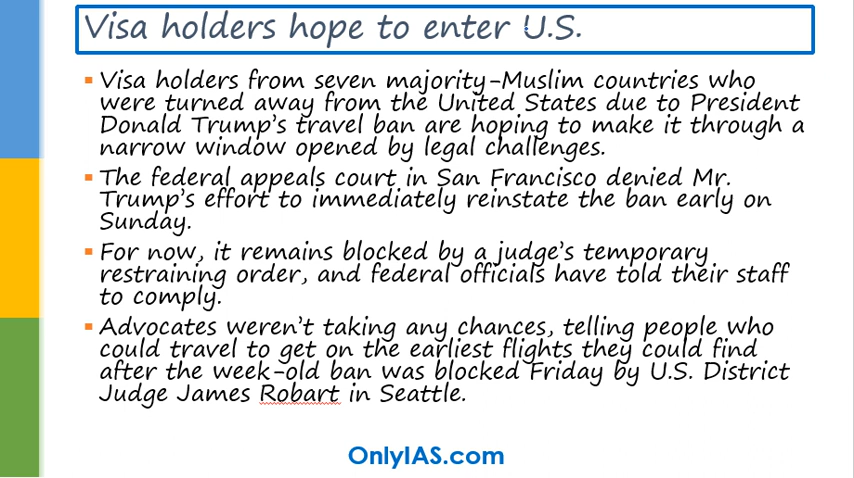 Visa holders hope to enter U.S.
▪ Visa holders from seven majority-Muslim countries who
were turned away from the United States due to President
Donald Trump's travel ban are hoping to make it through a
narrow window opened by legal challenges.
▪ The federal appeals court in San Francisco denied Mr.
Trump's effort to immediately reinstate the ban early on
Sunday.
▪ For now, it remains blocked by a judge's temporary
restraining order, and federal officials have told their staff
to comply.
▪ Advocates weren't taking any chances, telling people who
could travel to get on the earliest flights they could find
after the week-old ban was blocked Friday by U.S. District
Judge James Robart in Seattle.
OnlyIAS.com